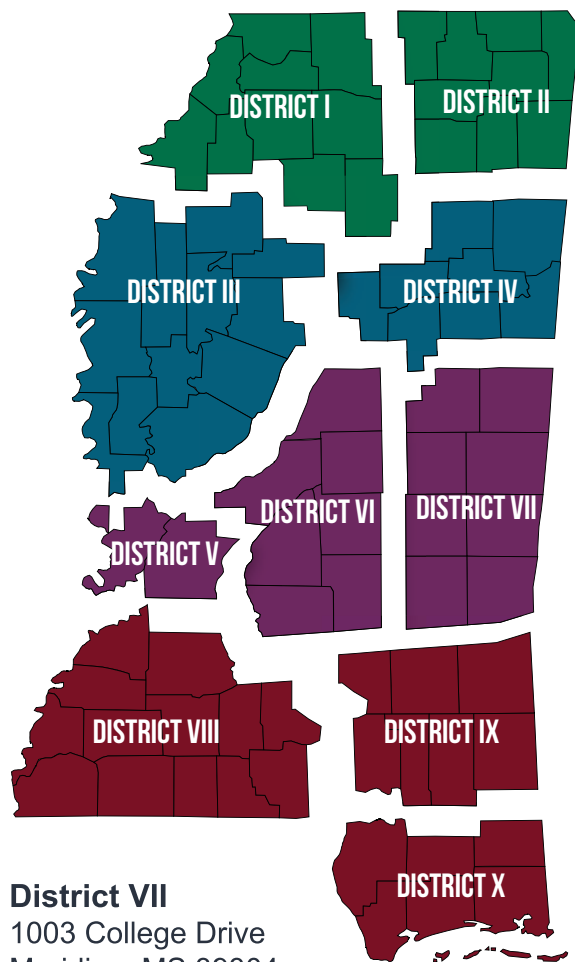 DISTRICT I
DISTRICT II
DISTRICT III
DISTRICT IV
DISTRICT VI
DISTRICT VII
DISTRICT V
DISTRICT VIII
DISTRICT IX
DISTRICT X
District VII
1003 College Drive